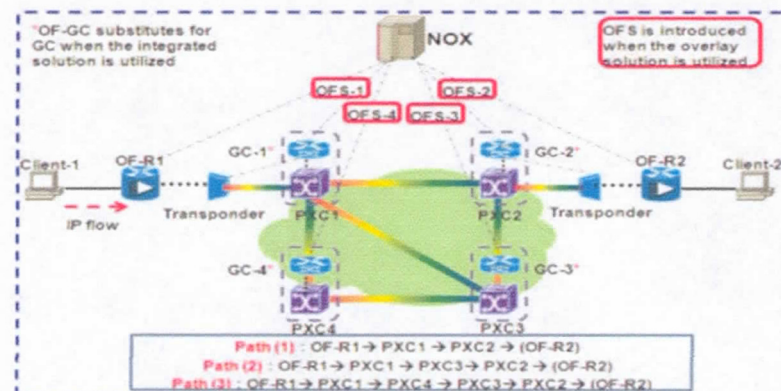 *OF-GC substitutes for
GC when the integrated
solution is utilized
NOX
OFS is introduced
when the overlay
solution is utilized
OFS-1
OFS-2
OFS-4
OFS-3
Client-1
OF-R1
GC-1*
GC-2*
OF-R2
Client-2
IP flow
Transponder
PXC1
PXC2
Transponder
GC-4*
GC-3*
PXC4
PXC3
Path (1) : OF-R1→ PXC1 → PXC2 → (OF-R2)
Path (2) : OF-R1→ PXC1 → PXC3→ PXC2 → (OF-R2)
Path (3) : OF-R1→ PXC1 → PXC4 → PXC3→ PXC2 → (OF-R2)